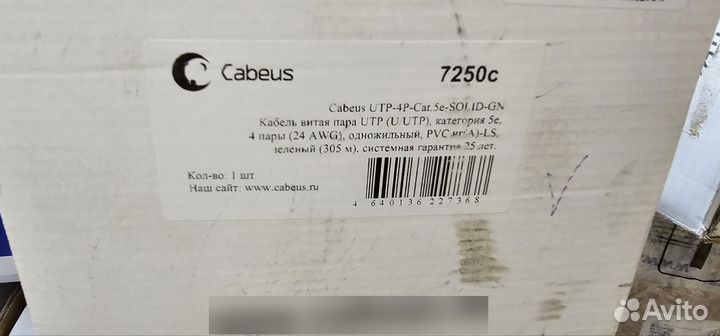 Cabeus
7250c
Cabeus UTP-4P-Cat.5e-SOLID-GN
Кабель витая пара UTP (U/UTP), категория 5e,
4 пары (24 AWG), одножильный, PVC нг(А)-LS,
зеленый (305 м), системная гарантия 25 лет.
Кол-во: 1 шт
Наш сайт: www.cabeus.ru
4 640136 227368
Avito